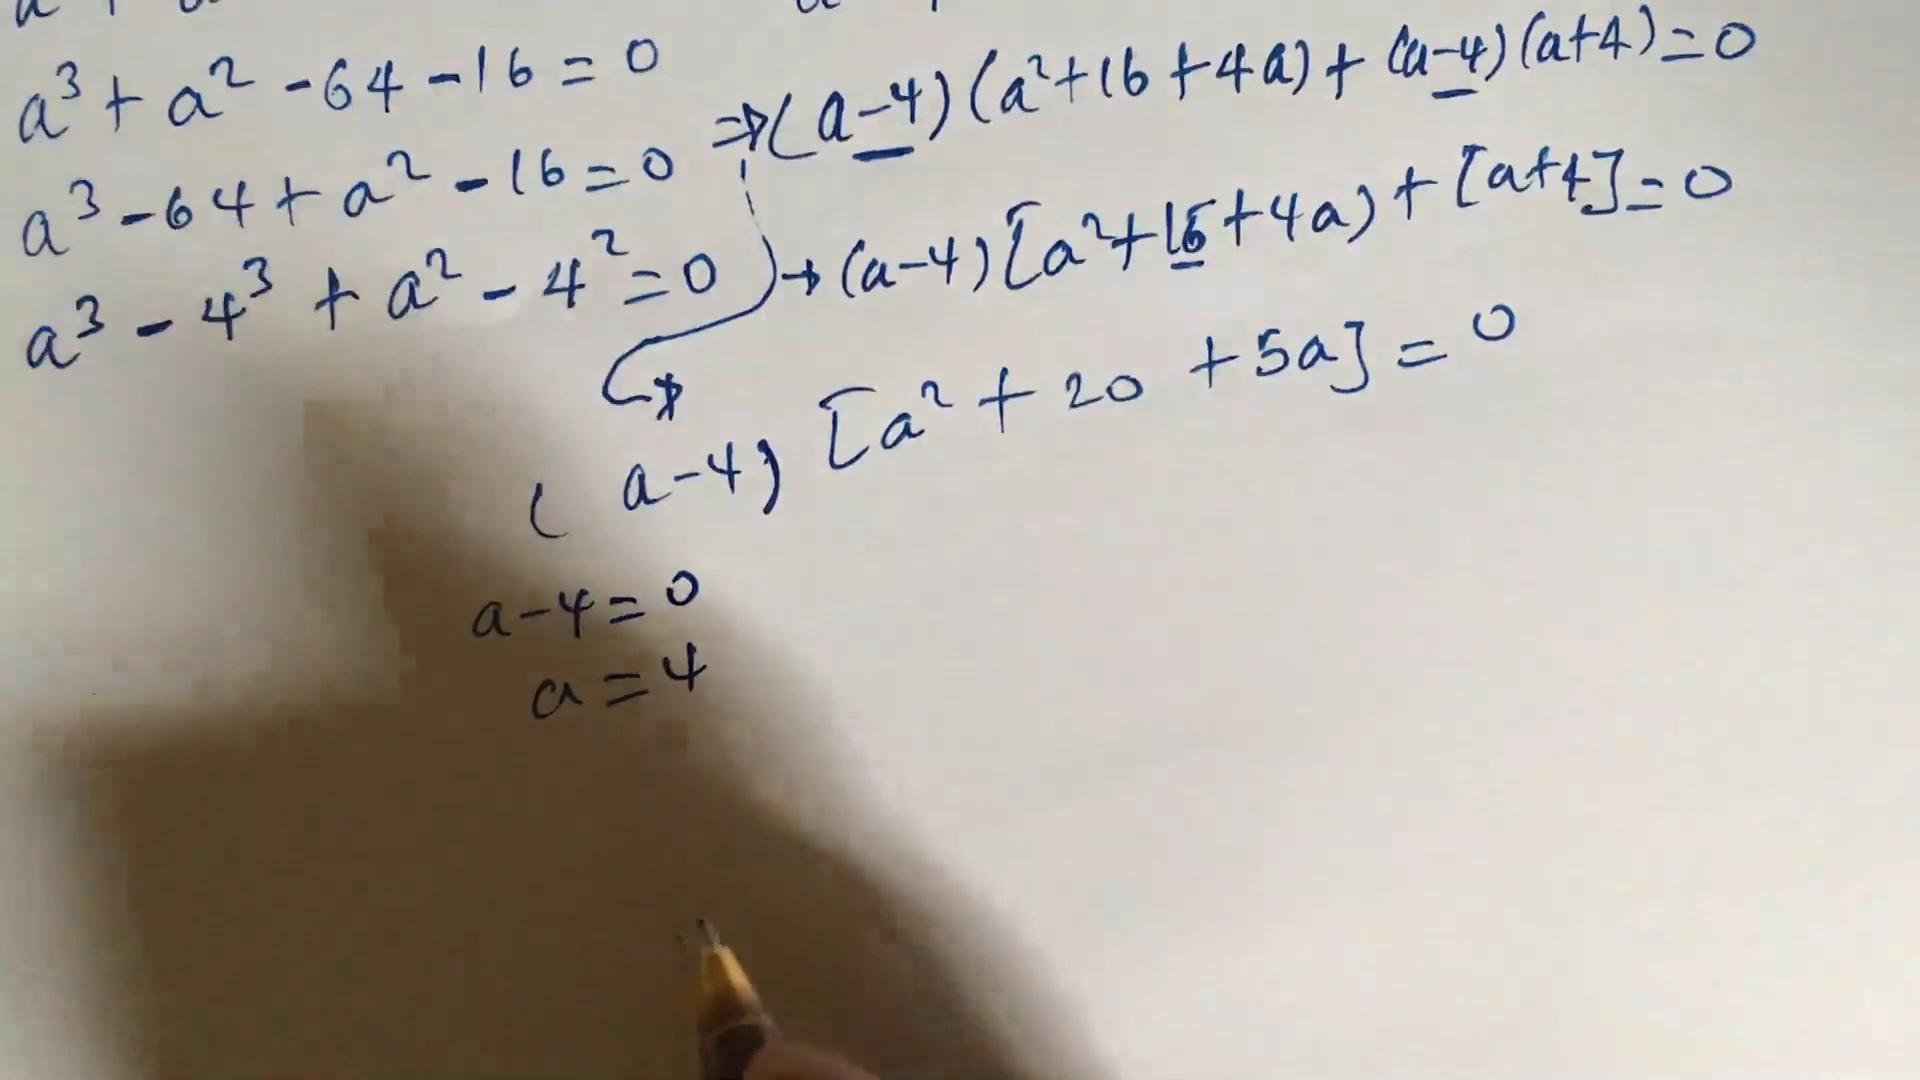 a³ + a² - 64 - 16 = 0
a³ - 64 + a² - 16 = 0
a³ - 4³ + a² - 4² = 0
⇒ (a-4) (a² + 16 + 4a) + (a-4) (a+4) = 0
→ (a-4) [a² + 16 + 4a) + [a+4] = 0
(a-4) [a² + 20 + 5a] = 0
a - 4 = 0
a = 4